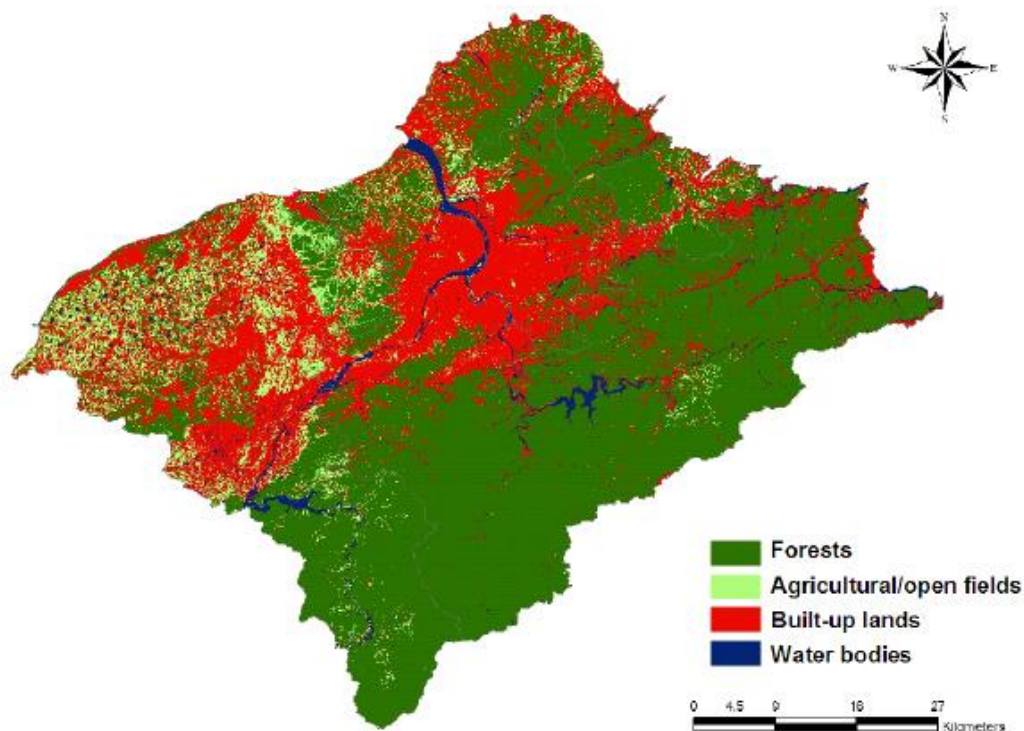 N
W E
S
Forests
Agricultural/open fields
Built-up lands
Water bodies
0 4.5 9 18 27
Kilometers